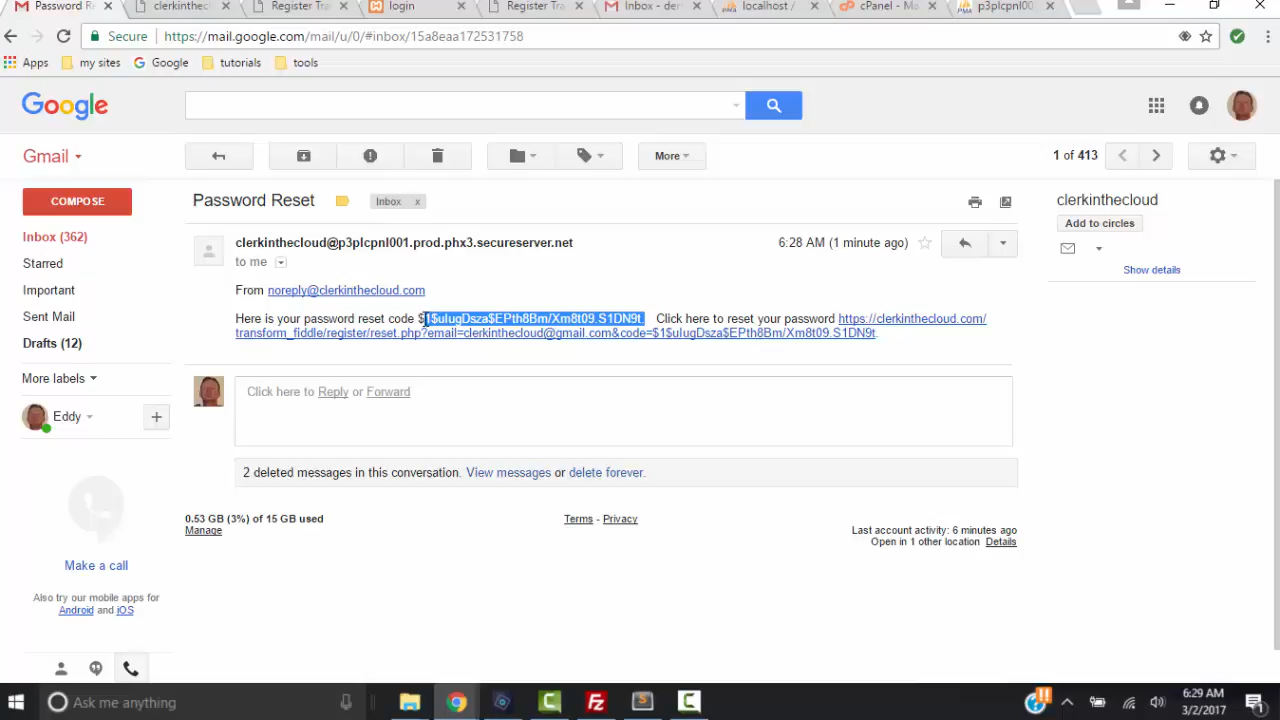 Password Re
clerkinthecl
Register Tra
login
Register Tra
Inbox - der
localhost /
cPanel - Mo
p3plcpnl00
Secure
https://mail.google.com/mail/u/0/#inbox/15a8eaa172531758
Apps
my sites
Google
tutorials
tools
Google
Gmail
More
1 of 413
COMPOSE
Password Reset
Inbox x
clerkinthecloud
Add to circles
Show details
Inbox (362)
Starred
Important
Sent Mail
Drafts (12)
More labels
Eddy
clerkinthecloud@p3plcpnl001.prod.phx3.secureserver.net
6:28 AM (1 minute ago)
to me
From noreply@clerkinthecloud.com
Here is your password reset code $1$uIugDsza$EPth8Bm/Xm8t09.S1DN9t. Click here to reset your password https://clerkinthecloud.com/
transform_fiddle/register/reset.php?email=clerkinthecloud@gmail.com&code=$1$uIugDsza$EPth8Bm/Xm8t09.S1DN9t.
Click here to Reply or Forward
2 deleted messages in this conversation. View messages or delete forever.
0.53 GB (3%) of 15 GB used
Manage
Terms - Privacy
Last account activity: 6 minutes ago
Open in 1 other location Details
Make a call
Also try our mobile apps for
Android and iOS
Ask me anything
6:29 AM
3/2/2017